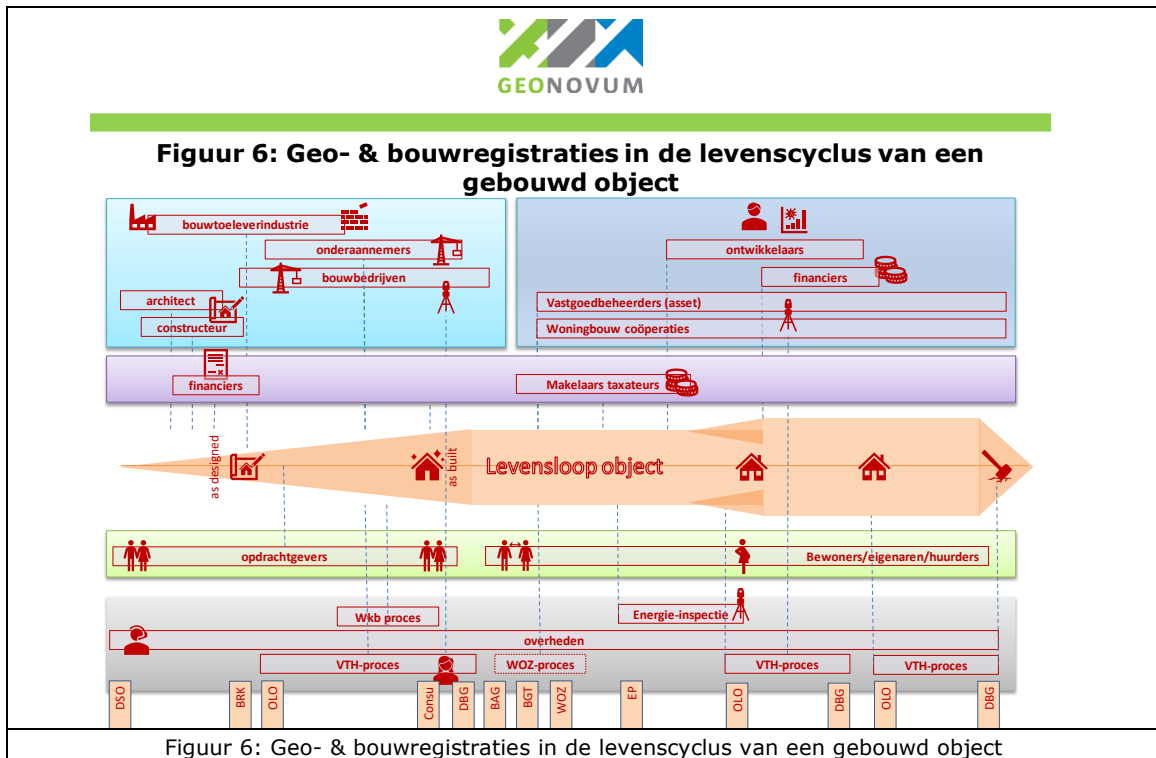 GEONOVUM
Figuur 6: Geo- & bouwregistraties in de levenscyclus van een
gebouwd object
bouwtoeleverindustrie
onderaannemers
bouwbedrijven
architect
constructeur
ontwikkelaars
financiers
Vastgoedbeheerders (asset)
Woningbouw coöperaties
financiers
Makelaars taxateurs
as designed
as built
Levensloop object
opdrachtgevers
Bewoners/eigenaren/huurders
Wkb proces
Energie-inspectie
overheden
VTH-proces
WOZ-proces
VTH-proces
VTH-proces
DSO
BRK
OLO
Consu
DBG
BAG
BGT
WOZ
EP
OLO
DBG
OLO
DBG
Figuur 6: Geo- & bouwregistraties in de levenscyclus van een gebouwd object